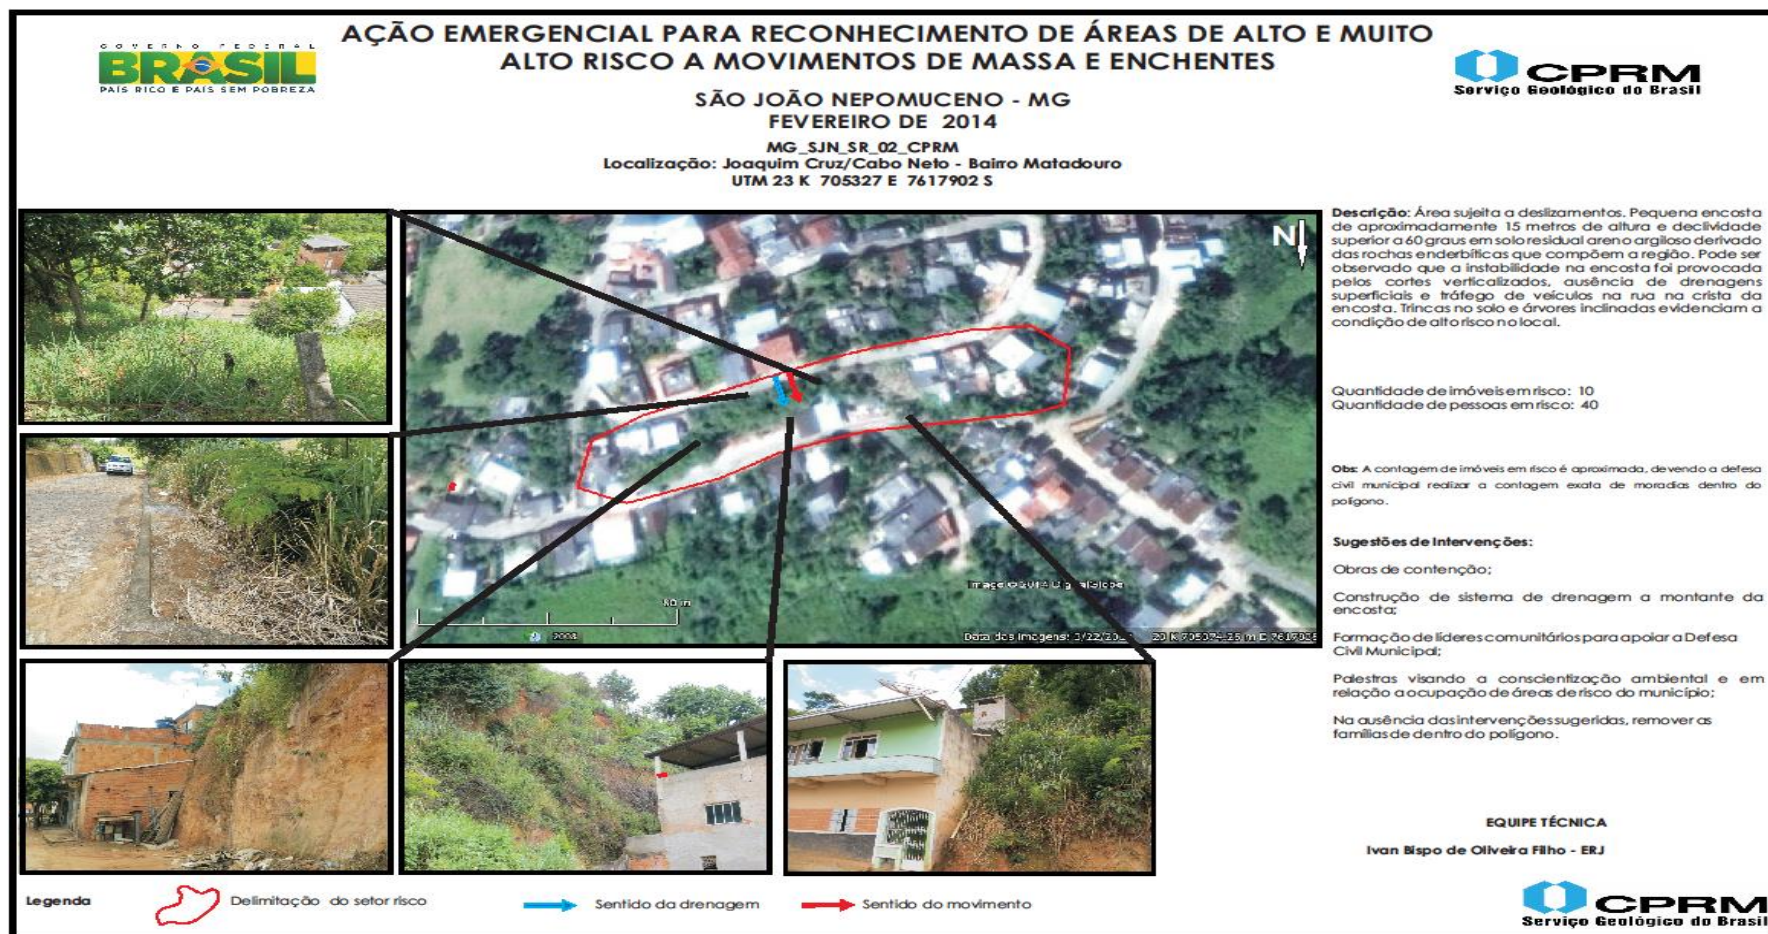 GOVERNO FEDERAL
BRASIL
PAÍS RICO É PAÍS SEM POBREZA
AÇÃO EMERGENCIAL PARA RECONHECIMENTO DE ÁREAS DE ALTO E MUITO
ALTO RISCO A MOVIMENTOS DE MASSA E ENCHENTES
SÃO JOÃO NEPOMUCENO - MG
FEVEREIRO DE 2014
MG_SJN_SR_02_CPRM
Localização: Joaquim Cruz/Cabo Neto - Bairro Matadouro
UTM 23 K 705327 E 7617902 S
CPRM
Serviço Geológico do Brasil
N
Image © 2014 DigitalGlobe
80 m
2008
Data das imagens: 3/22/20
Descrição: Área sujeita a deslizamentos. Pequena encosta
de aproximadamente 15 metros de altura e declividade
superior a 60 graus em solo residual areno argiloso derivado
das rochas enderbíticas que compõem a região. Pode ser
observado que a instabilidade na encosta foi provocada
pelos cortes verticalizados, ausência de drenagens
superficiais e tráfego de veículos na rua na crista da
encosta. Trincas no solo e árvores inclinadas evidenciam a
condição de alto risco no local.
Quantidade de imóveis em risco: 10
Quantidade de pessoas em risco: 40
Obs: A contagem de imóveis em risco é aproximada, devendo a defesa
civil municipal realizar a contagem exata de moradias dentro do
polígono.
Sugestões de Intervenções:
Obras de contenção;
Construção de sistema de drenagem a montante da
encosta;
Formação de líderes comunitários para apoiar a Defesa
Civil Municipal;
Palestras visando a conscientização ambiental e em
relação a ocupação de áreas de risco do município;
Na ausência das intervenções sugeridas, remover as
famílias de dentro do polígono.
EQUIPE TÉCNICA
Ivan Bispo de Oliveira Filho - ERJ
Legenda
Delimitação do setor risco
Sentido da drenagem
Sentido do movimento
CPRM
Serviço Geológico do Brasil